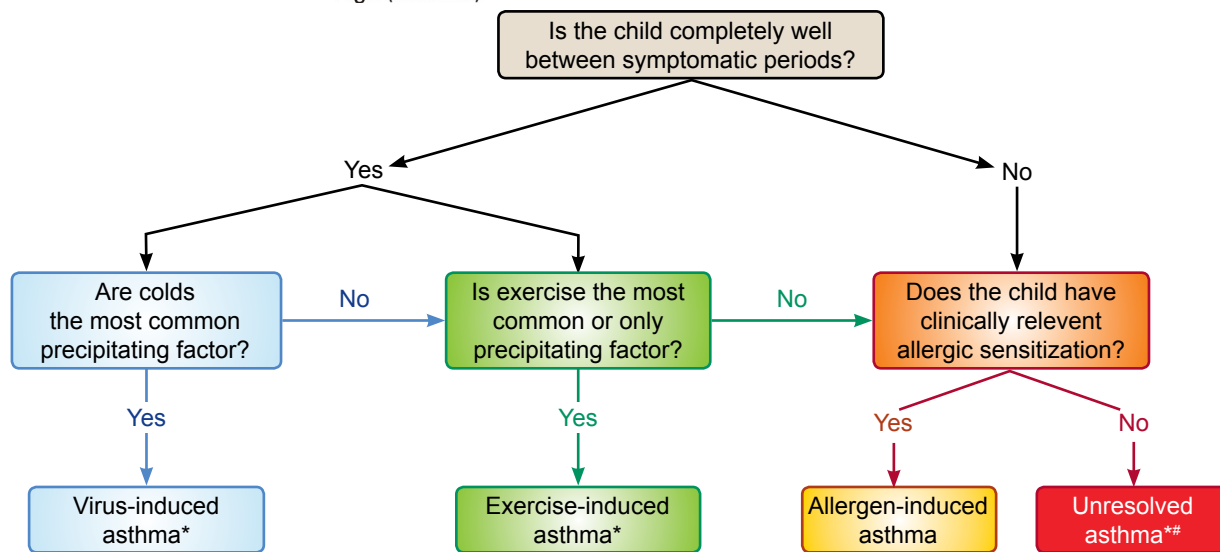 Is the child completely well
between symptomatic periods?
Yes
No
Are colds
the most common
precipitating factor?
No
Is exercise the most
common or only
precipitating factor?
No
Does the child have
clinically relevent
allergic sensitization?
Yes
Yes
Yes
No
Virus-induced
asthma*
Exercise-induced
asthma*
Allergen-induced
asthma
Unresolved
asthma*#